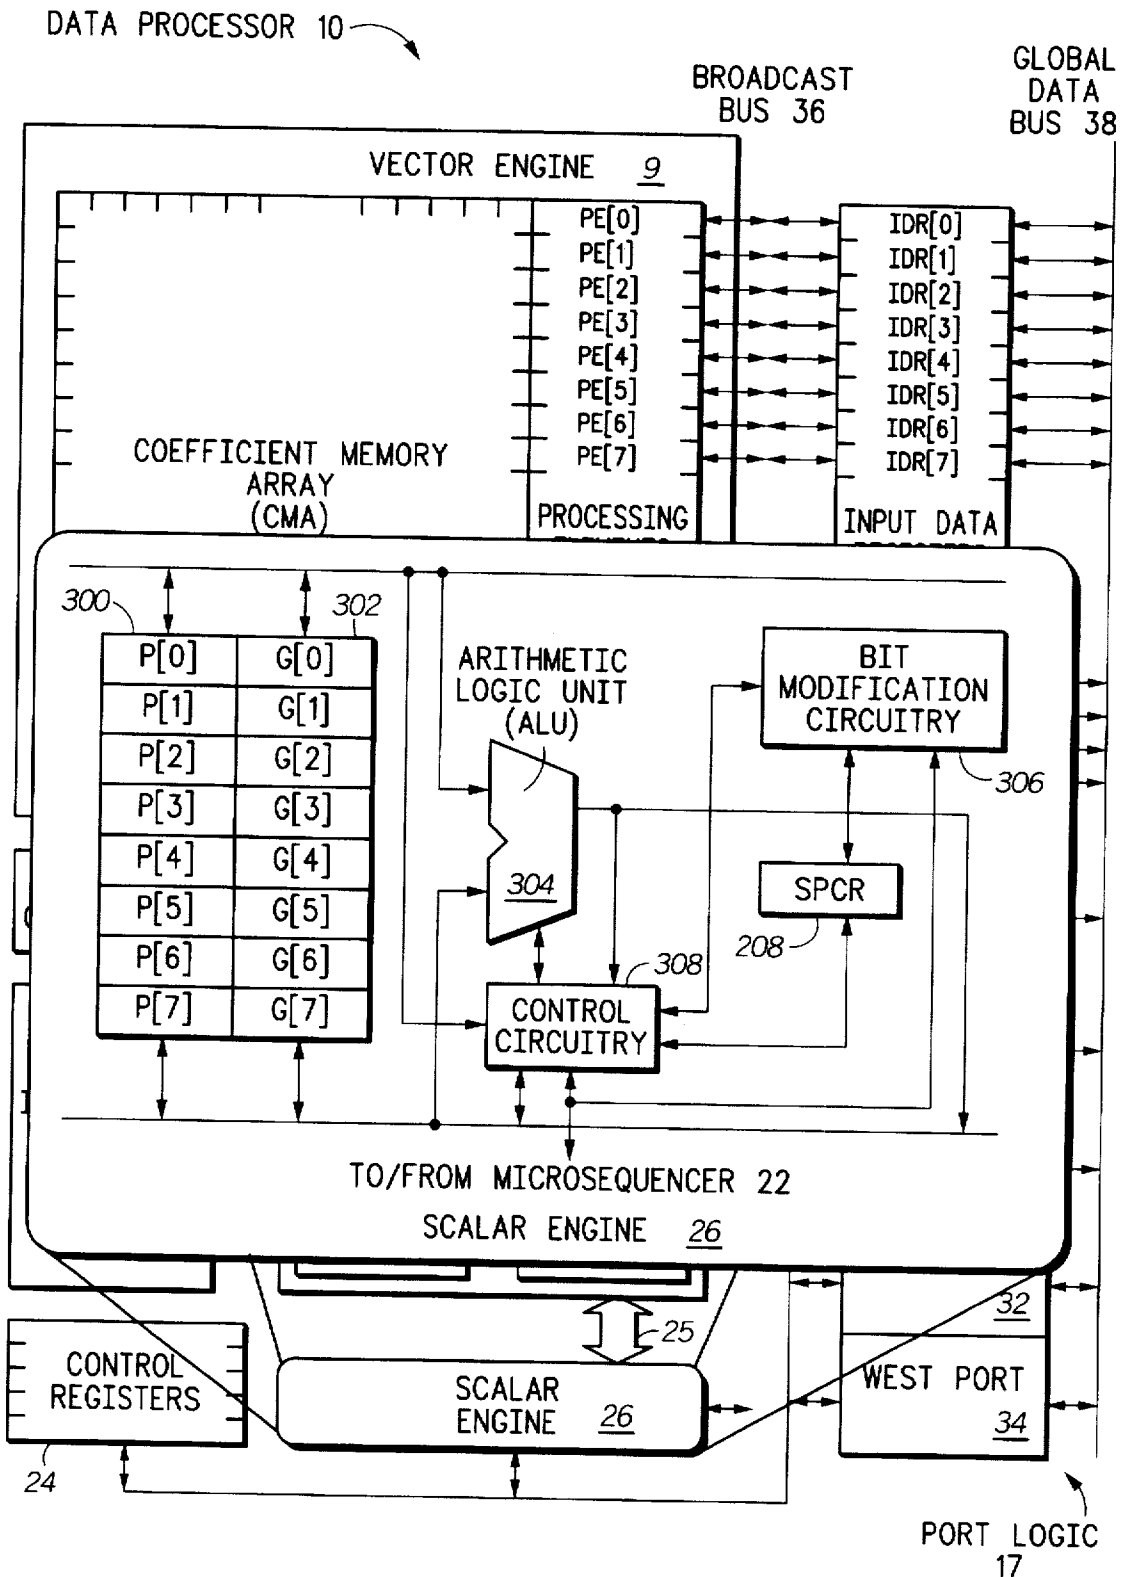 DATA PROCESSOR 10
BROADCAST
BUS 36
GLOBAL
DATA
BUS 38
VECTOR ENGINE 9
PE[0]
PE[1]
PE[2]
PE[3]
PE[4]
PE[5]
PE[6]
PE[7]
IDR[0]
IDR[1]
IDR[2]
IDR[3]
IDR[4]
IDR[5]
IDR[6]
IDR[7]
COEFFICIENT MEMORY
ARRAY
(CMA)
PROCESSING
INPUT DATA
300
302
P[0] G[0]
P[1] G[1]
P[2] G[2]
P[3] G[3]
P[4] G[4]
P[5] G[5]
P[6] G[6]
P[7] G[7]
ARITHMETIC
LOGIC UNIT
(ALU)
304
BIT
MODIFICATION
CIRCUITRY
306
SPCR
208
308
CONTROL
CIRCUITRY
TO/FROM MICROSEQUENCER 22
SCALAR ENGINE 26
32
25
CONTROL
REGISTERS
24
SCALAR
ENGINE 26
WEST PORT
34
PORT LOGIC
17